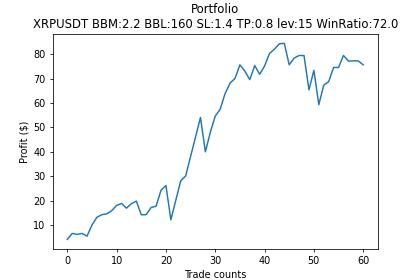 Portfolio
XRPUSDT BBM:2.2 BBL:160 SL:1.4 TP:0.8 lev:15 WinRatio:72.0
80
70
60
50
40
30
20
10
Profit ($)
0 10 20 30 40 50 60
Trade counts